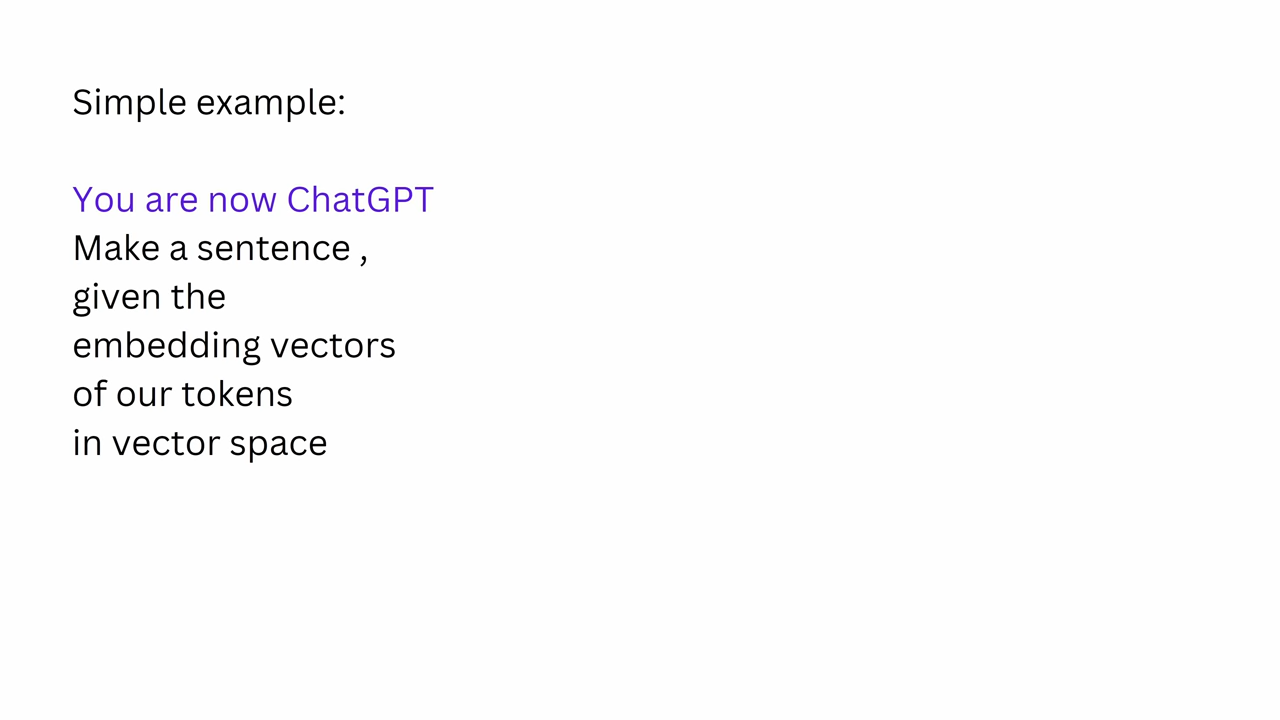 Simple example:
You are now ChatGPT
Make a sentence ,
given the
embedding vectors
of our tokens
in vector space